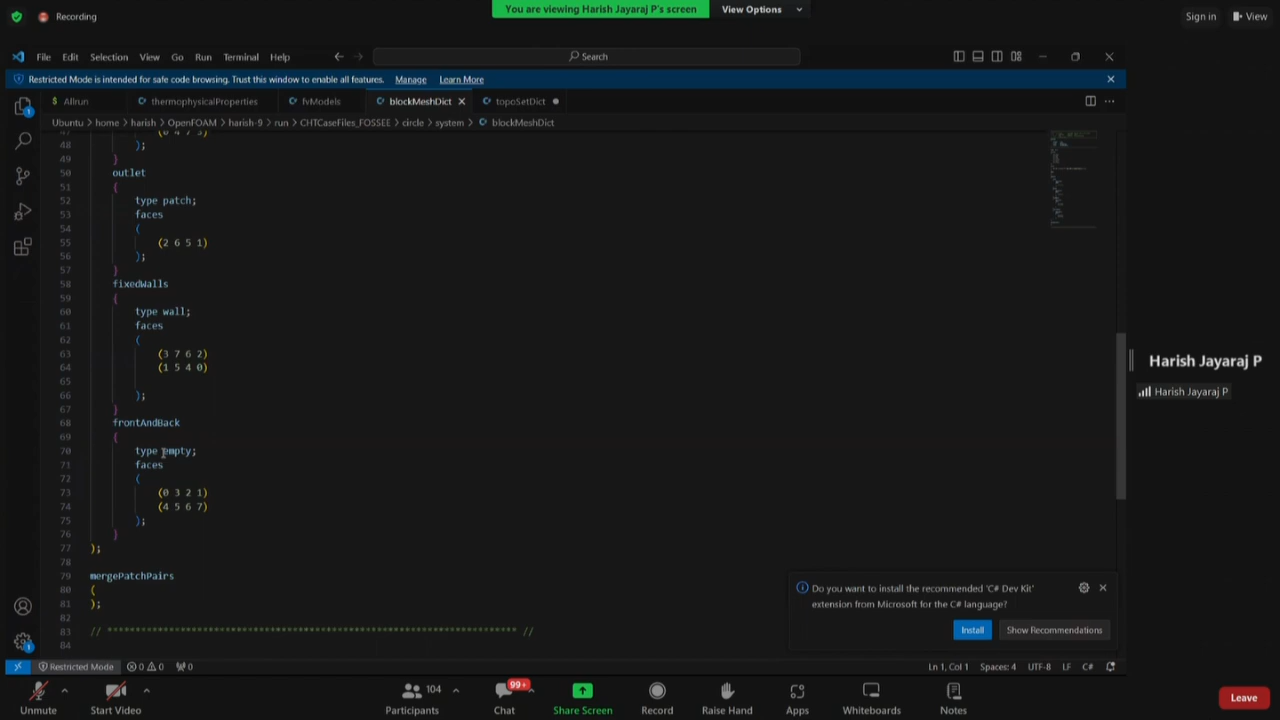 Recording
You are viewing Harish Jayaraj P's screen
View Options
Sign in
View
File Edit Selection View Go Run Terminal Help
Search
Restricted Mode is intended for safe code browsing. Trust this window to enable all features. Manage Learn More
$ Allrun
thermophysicalProperties
fvModels
blockMeshDict
topoSetDict
Ubuntu > home > harish > OpenFOAM > harish-9 > run > CHTCaseFiles_FOSSEE > circle > system > blockMeshDict
47 (0 4 7 3)
48 );
49 }
50 outlet
51 {
52 type patch;
53 faces
54 (
55 (2 6 5 1)
56 );
57 }
58 fixedWalls
59 {
60 type wall;
61 faces
62 (
63 (3 7 6 2)
64 (1 5 4 0)
65
66 );
67 }
68 frontAndBack
69 {
70 type empty;
71 faces
72 (
73 (0 3 2 1)
74 (4 5 6 7)
75 );
76 }
77 );
78
79 mergePatchPairs
80 (
81 );
82
83 // ************************************************************************* //
84
Do you want to install the recommended 'C# Dev Kit'
extension from Microsoft for the C# language?
Install
Show Recommendations
Restricted Mode 0 0 0
Ln 1, Col 1 Spaces: 4 UTF-8 LF C#
Harish Jayaraj P
Harish Jayaraj P
Unmute
Start Video
104
Participants
99+
Chat
Share Screen
Record
Raise Hand
Apps
Whiteboards
Notes
Leave